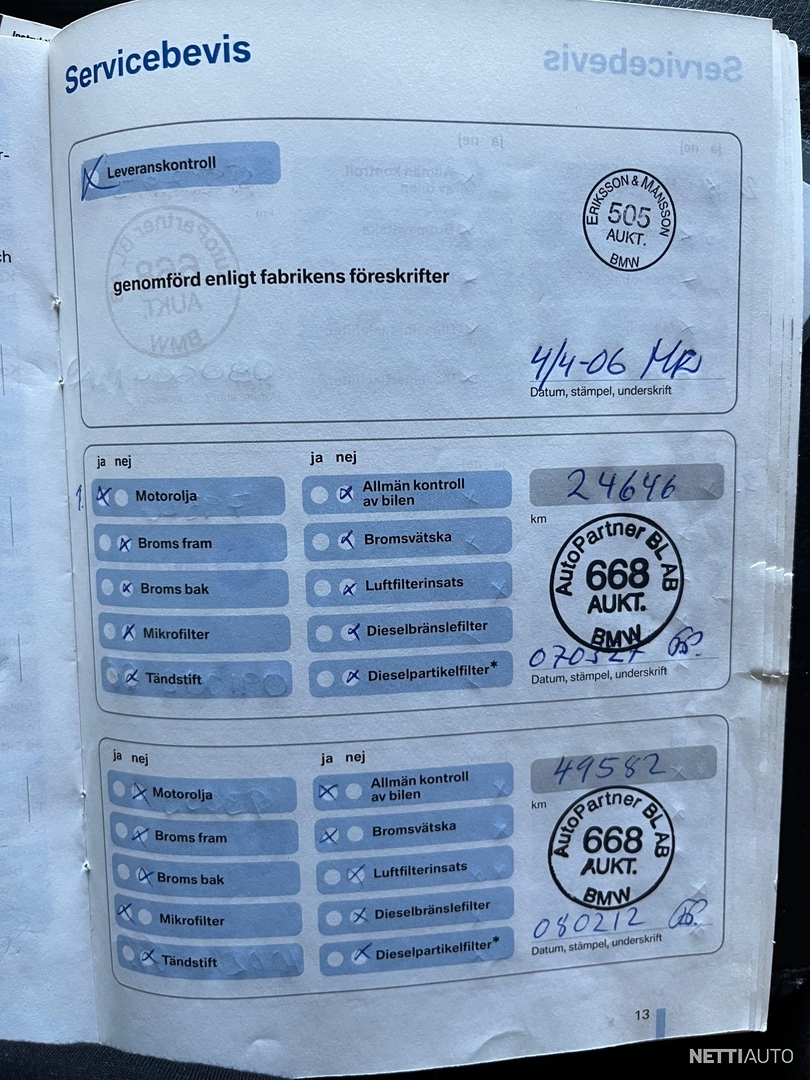 Servicebevis
Leveranskontroll
ERIKSSON & MÅNSSON
505
AUKT.
BMW
genomförd enligt fabrikens föreskrifter
4/4-06
Datum, stämpel, underskrift
ja nej
ja nej
1.
Motorolja
Broms fram
Broms bak
Mikrofilter
Tändstift
Allmän kontroll
av bilen
Bromsvätska
Luftfilterinsats
Dieselbränslefilter
Dieselpartikelfilter*
24646
km
AutoPartner BL AB
668
AUKT.
BMW
Datum, stämpel, underskrift
ja nej
ja nej
Motorolja
Broms fram
Broms bak
Mikrofilter
Tändstift
Allmän kontroll
av bilen
Bromsvätska
Luftfilterinsats
Dieselbränslefilter
Dieselpartikelfilter*
49582
km
AutoPartner BL AB
668
AUKT.
BMW
080212
Datum, stämpel, underskrift
13
NETTIAUTO